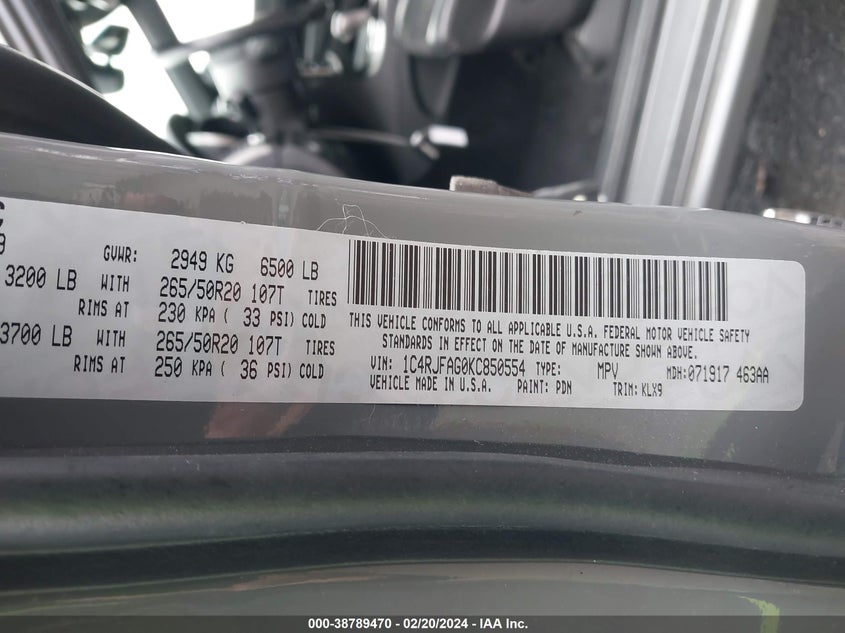 C
9
GVWR: 2949 KG 6500 LB
3200 LB WITH 265/50R20 107T TIRES
RIMS AT 230 KPA ( 33 PSI) COLD
3700 LB WITH 265/50R20 107T TIRES
RIMS AT 250 KPA ( 36 PSI) COLD
THIS VEHICLE CONFORMS TO ALL APPLICABLE U.S.A. FEDERAL MOTOR VEHICLE SAFETY
STANDARDS IN EFFECT ON THE DATE OF MANUFACTURE SHOWN ABOVE.
VIN: 1C4RJFAG0KC850554 TYPE: MPV MDH:071917 463AA
VEHICLE MADE IN U.S.A. PAINT: PDN TRIM: KLX9
000-38789470 - 02/20/2024 - IAA Inc.